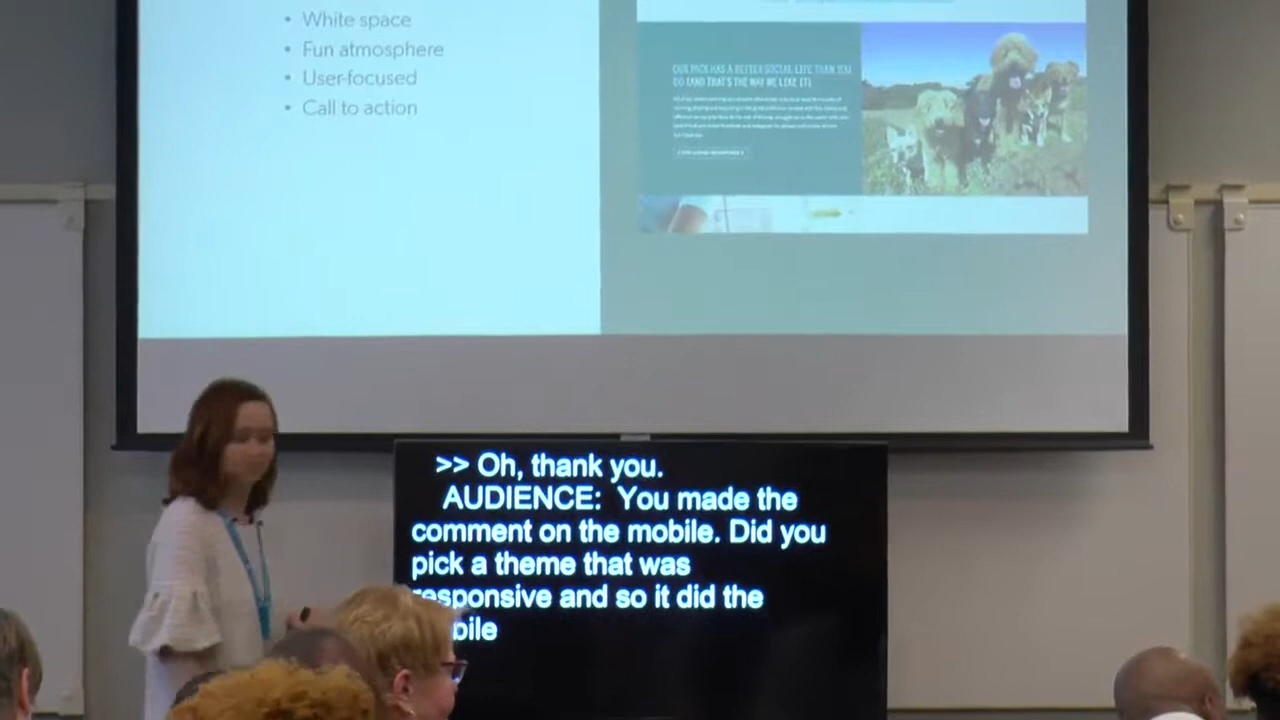 • White space
• Fun atmosphere
• User-focused
• Call to action
OUR PACK HAS A BETTER SOCIAL LIFE THAN YOU
DO (AND THAT'S THE WAY WE LIKE IT)
>> Oh, thank you.
AUDIENCE: You made the
comment on the mobile. Did you
pick a theme that was
responsive and so it did the
bile